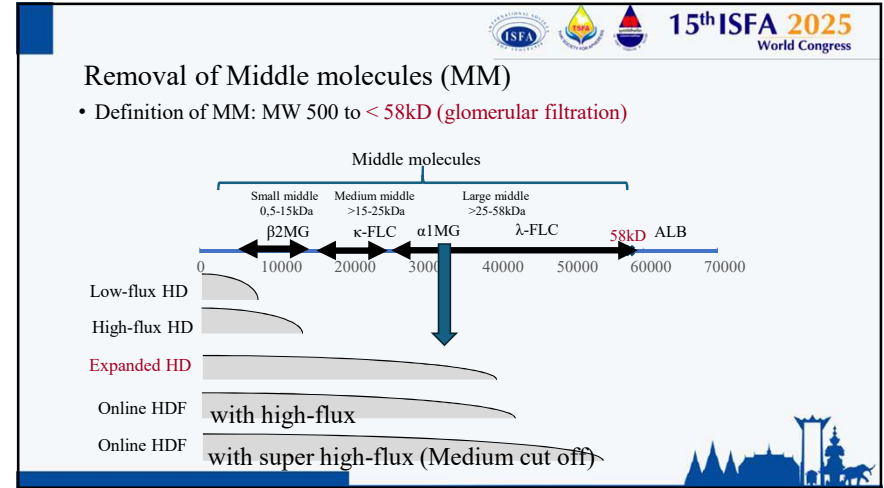 ISFA
TSFA
15th ISFA 2025
World Congress
Removal of Middle molecules (MM)
• Definition of MM: MW 500 to < 58kD (glomerular filtration)
Middle molecules
Small middle Medium middle Large middle
0,5-15kDa >15-25kDa >25-58kDa
β2MG κ-FLC α1MG λ-FLC 58kD ALB
0 10000 20000 3000 40000 50000 60000 70000
Low-flux HD
High-flux HD
Expanded HD
Online HDF with high-flux
Online HDF with super high-flux (Medium cut off)